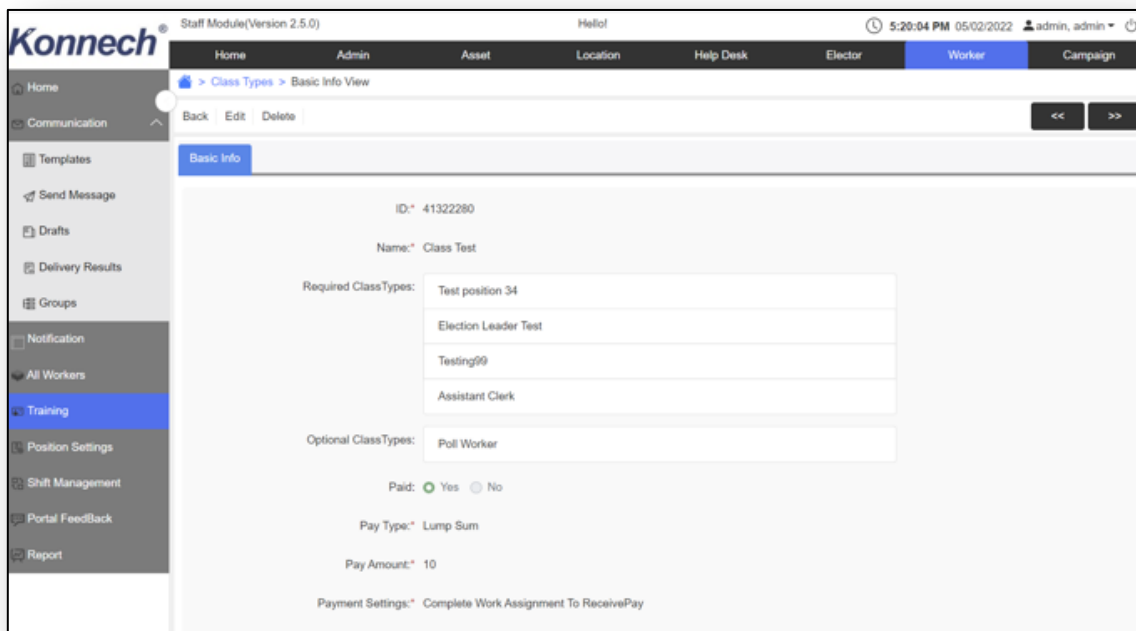 Konnech®
Staff Module(Version 2.5.0) Hello! 5:20:04 PM 05/02/2022 admin, admin
Home Admin Asset Location Help Desk Elector Worker Campaign
> Class Types > Basic Info View
Back Edit Delete << >>
Basic Info
Home
Communication
Templates
Send Message
Drafts
Delivery Results
Groups
Notification
All Workers
Training
Position Settings
Shift Management
Portal FeedBack
Report
ID:* 41322280
Name:* Class Test
Required ClassTypes: Test position 34
Election Leader Test
Testing99
Assistant Clerk
Optional ClassTypes: Poll Worker
Paid: Yes No
Pay Type:* Lump Sum
Pay Amount:* 10
Payment Settings:* Complete Work Assignment To ReceivePay